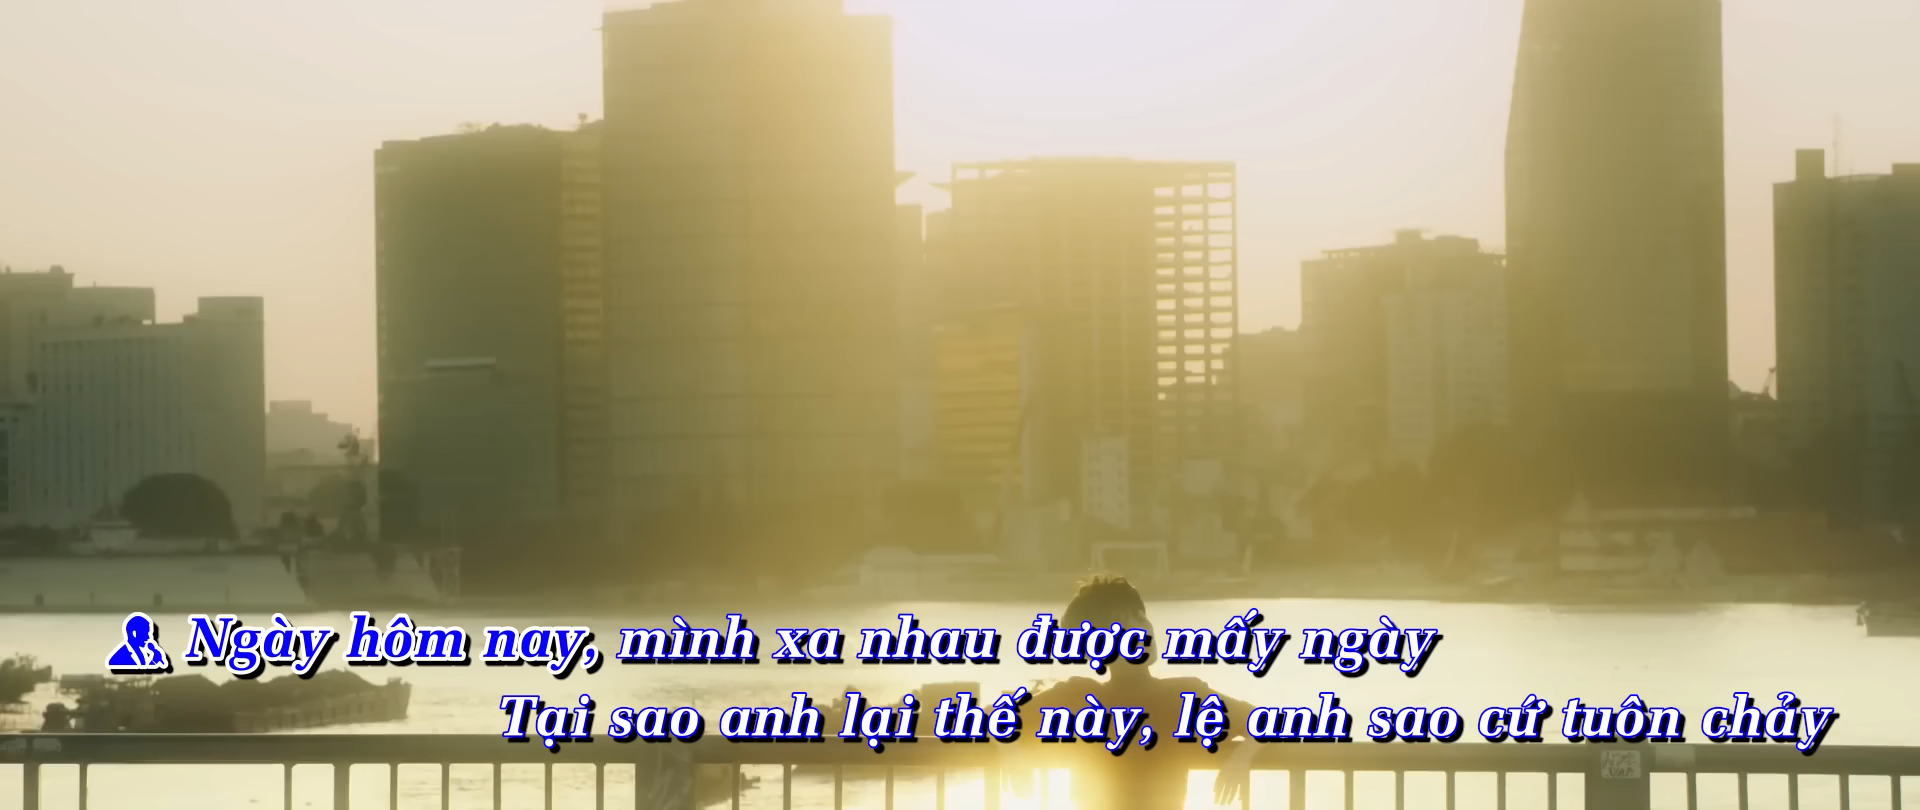 Ngày hôm nay, mình xa nhau được mấy ngày
Tại sao anh lại thế này, lệ anh sao cứ tuôn chảy